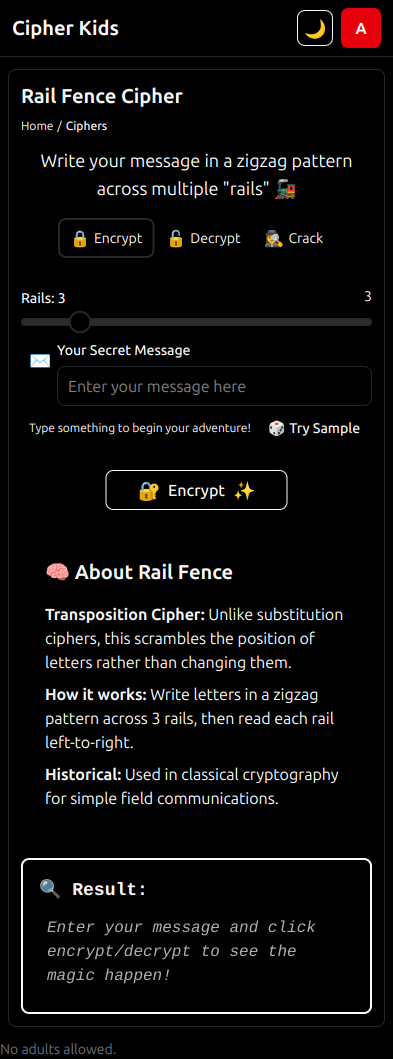 Cipher Kids
A
Rail Fence Cipher
Home / Ciphers
Write your message in a zigzag pattern
across multiple "rails" 🚂
🔒 Encrypt
🔓 Decrypt
🕵️ Crack
Rails: 3
3
✉️
Your Secret Message
Enter your message here
Type something to begin your adventure!
🎲 Try Sample
🔐 Encrypt ✨
🧠 About Rail Fence
Transposition Cipher: Unlike substitution
ciphers, this scrambles the position of
letters rather than changing them.
How it works: Write letters in a zigzag
pattern across 3 rails, then read each rail
left-to-right.
Historical: Used in classical cryptography
for simple field communications.
🔍 Result:
Enter your message and click
encrypt/decrypt to see the
magic happen!
No adults allowed.